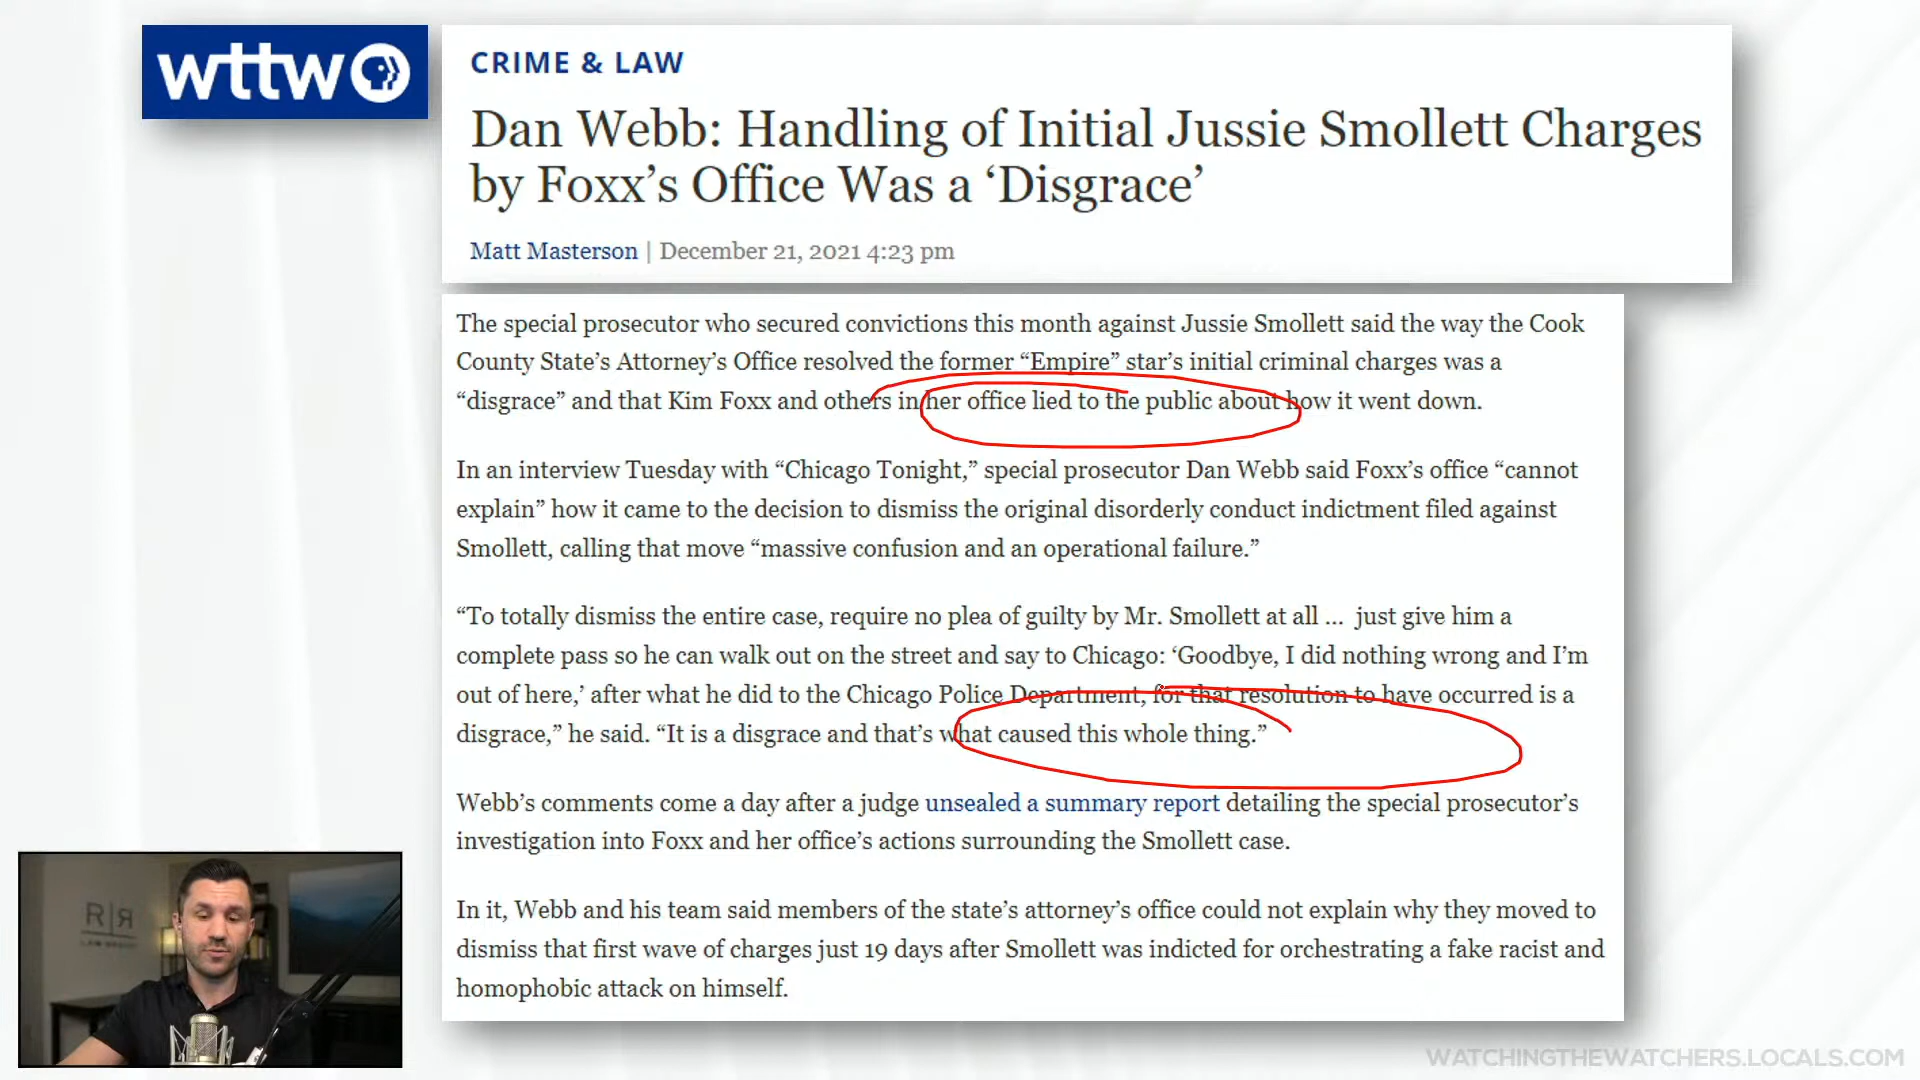 wttw
CRIME & LAW
Dan Webb: Handling of Initial Jussie Smollett Charges
by Foxx’s Office Was a ‘Disgrace’
Matt Masterson | December 21, 2021 4:23 pm
The special prosecutor who secured convictions this month against Jussie Smollett said the way the Cook
County State’s Attorney’s Office resolved the former “Empire” star’s initial criminal charges was a
“disgrace” and that Kim Foxx and others in her office lied to the public about how it went down.
In an interview Tuesday with “Chicago Tonight,” special prosecutor Dan Webb said Foxx’s office “cannot
explain” how it came to the decision to dismiss the original disorderly conduct indictment filed against
Smollett, calling that move “massive confusion and an operational failure.”
“To totally dismiss the entire case, require no plea of guilty by Mr. Smollett at all ... just give him a
complete pass so he can walk out on the street and say to Chicago: ‘Goodbye, I did nothing wrong and I’m
out of here,’ after what he did to the Chicago Police Department, for that resolution to have occurred is a
disgrace,” he said. “It is a disgrace and that’s what caused this whole thing.”
Webb’s comments come a day after a judge unsealed a summary report detailing the special prosecutor’s
investigation into Foxx and her office’s actions surrounding the Smollett case.
In it, Webb and his team said members of the state’s attorney’s office could not explain why they moved to
dismiss that first wave of charges just 19 days after Smollett was indicted for orchestrating a fake racist and
homophobic attack on himself.
R|R
WATCHINGTHEWATCHERS.LOCALS.COM